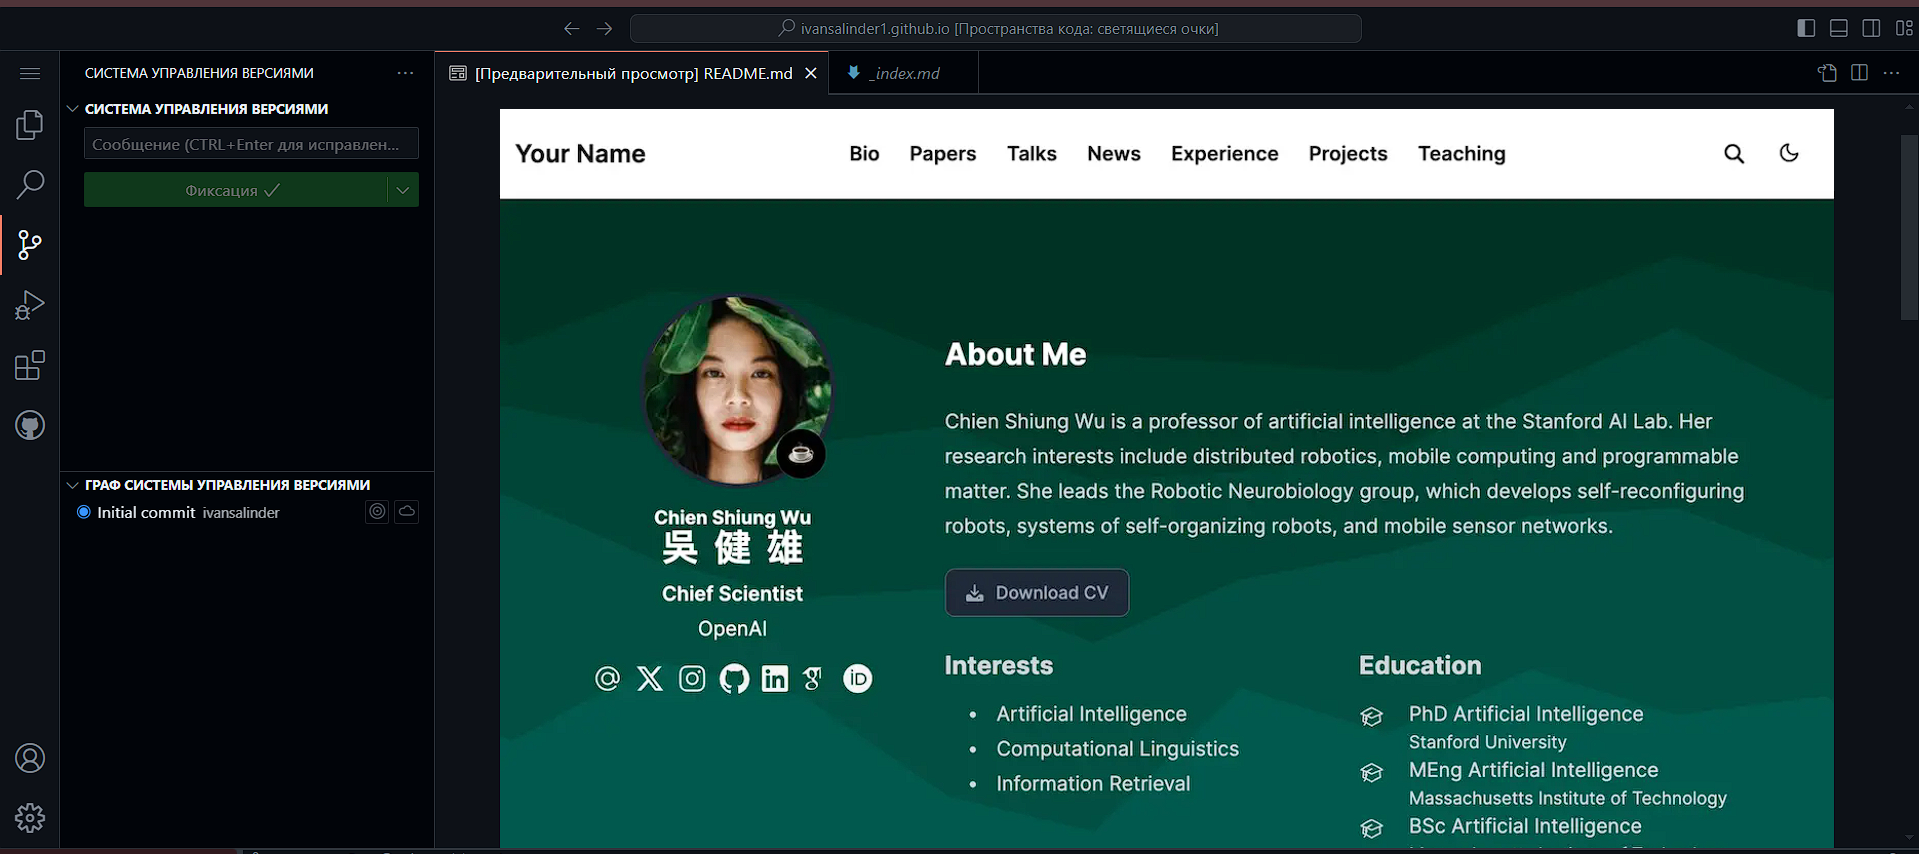 ivansalinder1.github.io [Пространства кода: светящиеся очки]
СИСТЕМА УПРАВЛЕНИЯ ВЕРСИЯМИ
СИСТЕМА УПРАВЛЕНИЯ ВЕРСИЯМИ
Сообщение (CTRL+Enter для исправлен...
Фиксация
ГРАФ СИСТЕМЫ УПРАВЛЕНИЯ ВЕРСИЯМИ
Initial commit ivansalinder
[Предварительный просмотр] README.md
_index.md
Your Name
Bio Papers Talks News Experience Projects Teaching
Chien Shiung Wu
吳 健 雄
Chief Scientist
OpenAI
iD
About Me
Chien Shiung Wu is a professor of artificial intelligence at the Stanford AI Lab. Her
research interests include distributed robotics, mobile computing and programmable
matter. She leads the Robotic Neurobiology group, which develops self-reconfiguring
robots, systems of self-organizing robots, and mobile sensor networks.
Download CV
Interests
Artificial Intelligence
Computational Linguistics
Information Retrieval
Education
PhD Artificial Intelligence
Stanford University
MEng Artificial Intelligence
Massachusetts Institute of Technology
BSc Artificial Intelligence